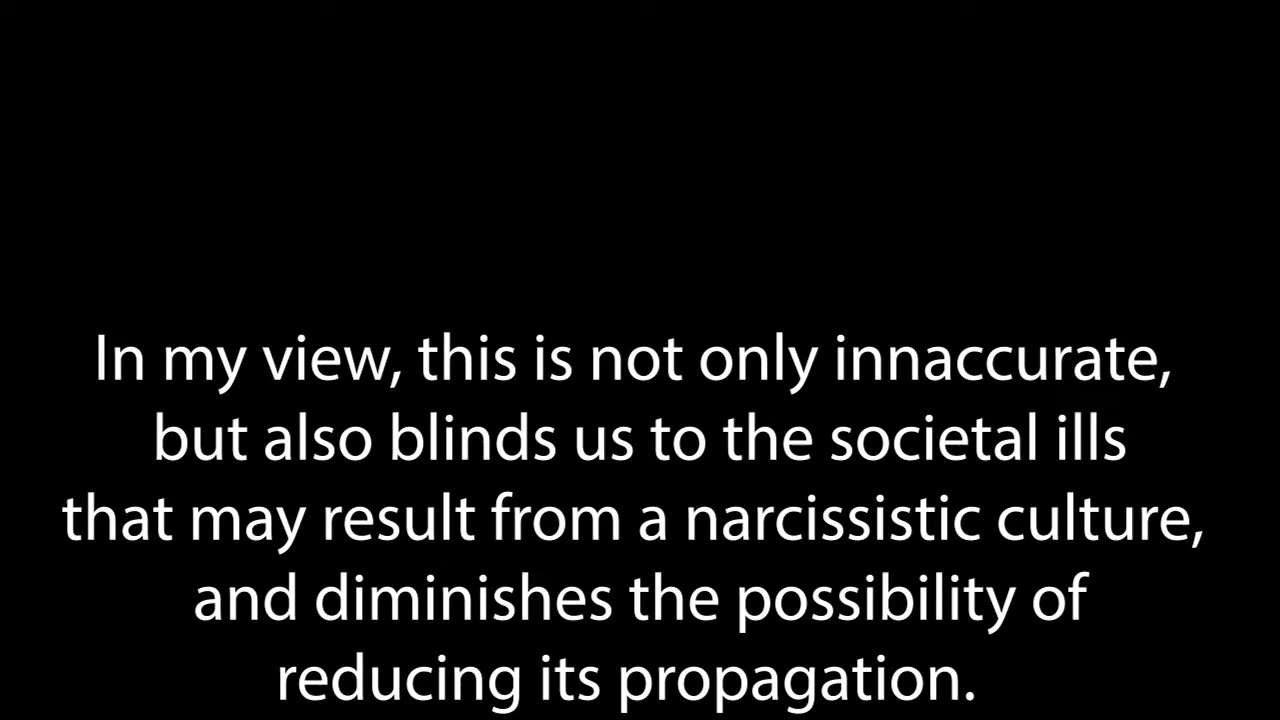 In my view, this is not only innaccurate,
but also blinds us to the societal ills
that may result from a narcissistic culture,
and diminishes the possibility of
reducing its propagation.